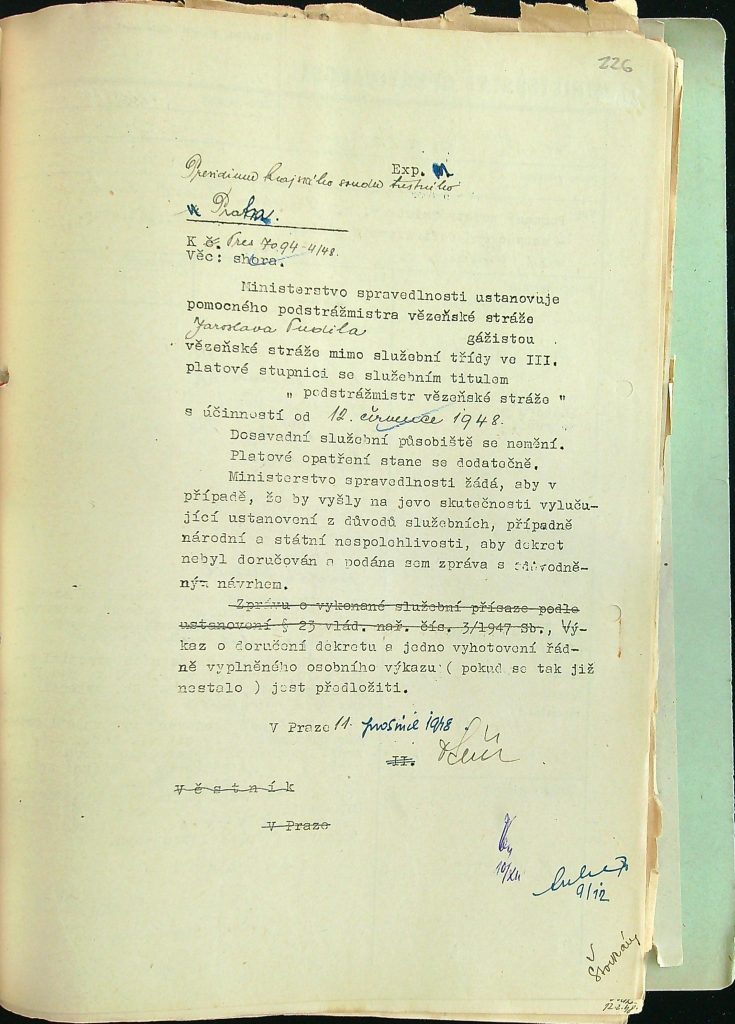 226
Exp.
Presidium krajského soudu trestního
v Praze.
K č. Pres 7094-4/48.
Věc: shora.
Ministerstvo spravedlnosti ustanovuje
pomocného podstrážmistra vězeňské stráže
Jaroslava Pudila gážistou
vězeňské stráže mimo služební třídy ve III.
platové stupnici se služebním titulem
„ podstrážmistr vězeňské stráže "
s účinností od 12. července 1948.
Dosavadní služební působiště se nemění.
Platové opatření stane se dodatečně.
Ministerstvo spravedlnosti žádá, aby v
případě, že by vyšly na jevo skutečnosti vyluču-
jící ustanovení z důvodů služebních, případně
národní a státní nespolehlivosti, aby dekret
nebyl doručován a podána sem zpráva s odůvodně-
ným návrhem.
Zprávu o vykonané služební přísaze podle
ustanovení § 23 vlád. nař. čís. 3/1947 Sb., Vý-
kaz o doručení dekretu a jedno vyhotovení řád-
ně vyplněného osobního výkazu ( pokud se tak již
nestalo ) jest předložiti.
V Praze 11. prosince 1948.
II.
Věstník
V Praze
10/XII
9/12